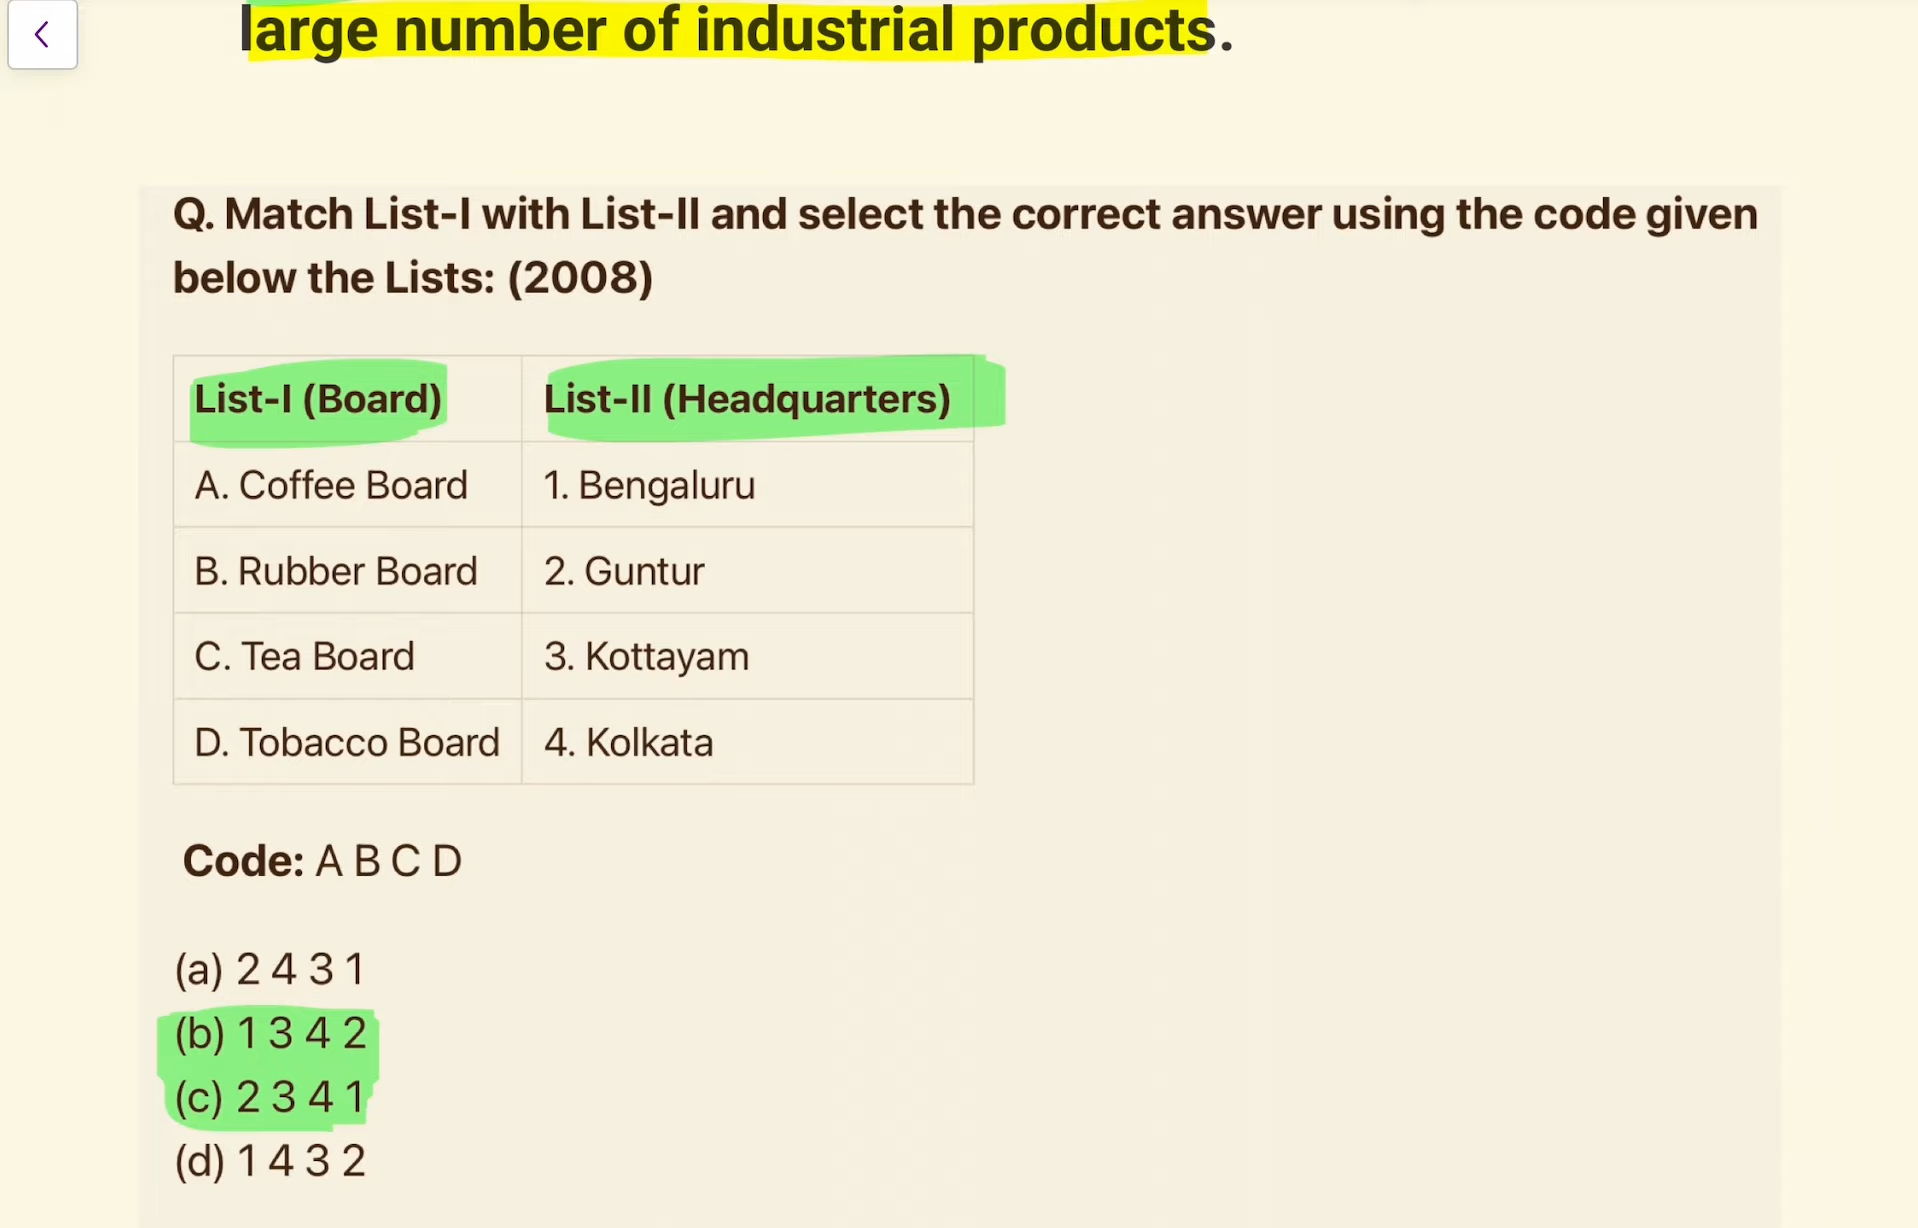 large number of industrial products.
Q. Match List-I with List-II and select the correct answer using the code given
below the Lists: (2008)
List-I (Board) List-II (Headquarters)
A. Coffee Board 1. Bengaluru
B. Rubber Board 2. Guntur
C. Tea Board 3. Kottayam
D. Tobacco Board 4. Kolkata
Code: A B C D
(a) 2 4 3 1
(b) 1 3 4 2
(c) 2 3 4 1
(d) 1 4 3 2